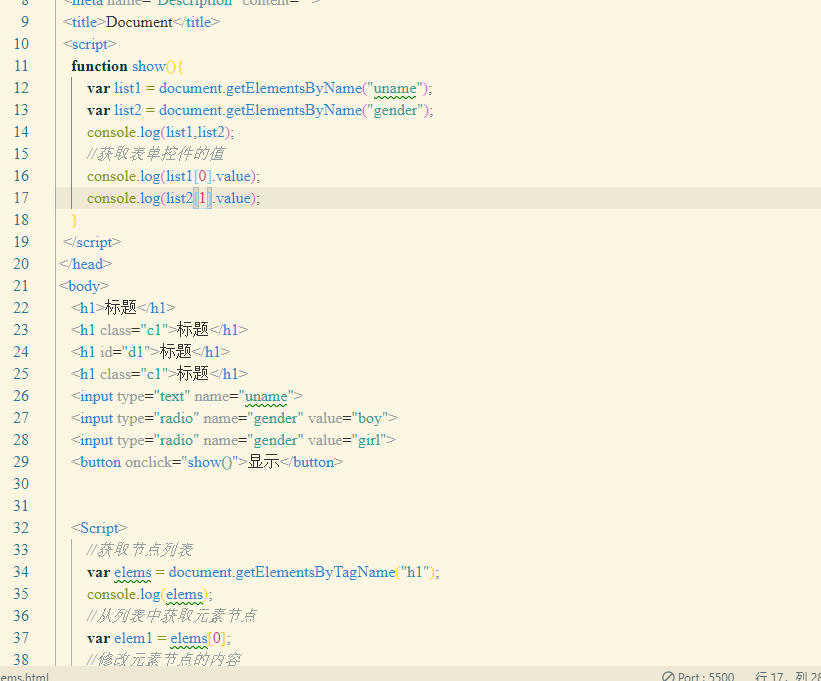 8 <meta name="Description" content="">
9 <title>Document</title>
10 <script>
11 function show(){
12 var list1 = document.getElementsByName("uname");
13 var list2 = document.getElementsByName("gender");
14 console.log(list1,list2);
15 //获取表单控件的值
16 console.log(list1[0].value);
17 console.log(list2[1].value);
18 }
19 </script>
20 </head>
21 <body>
22 <h1>标题</h1>
23 <h1 class="c1">标题</h1>
24 <h1 id="d1">标题</h1>
25 <h1 class="c1">标题</h1>
26 <input type="text" name="uname">
27 <input type="radio" name="gender" value="boy">
28 <input type="radio" name="gender" value="girl">
29 <button onclick="show()">显示</button>
30
31
32 <Script>
33 //获取节点列表
34 var elems = document.getElementsByTagName("h1");
35 console.log(elems);
36 //从列表中获取元素节点
37 var elem1 = elems[0];
38 //修改元素节点的内容
ems.html Port : 5500 行 17，列 28